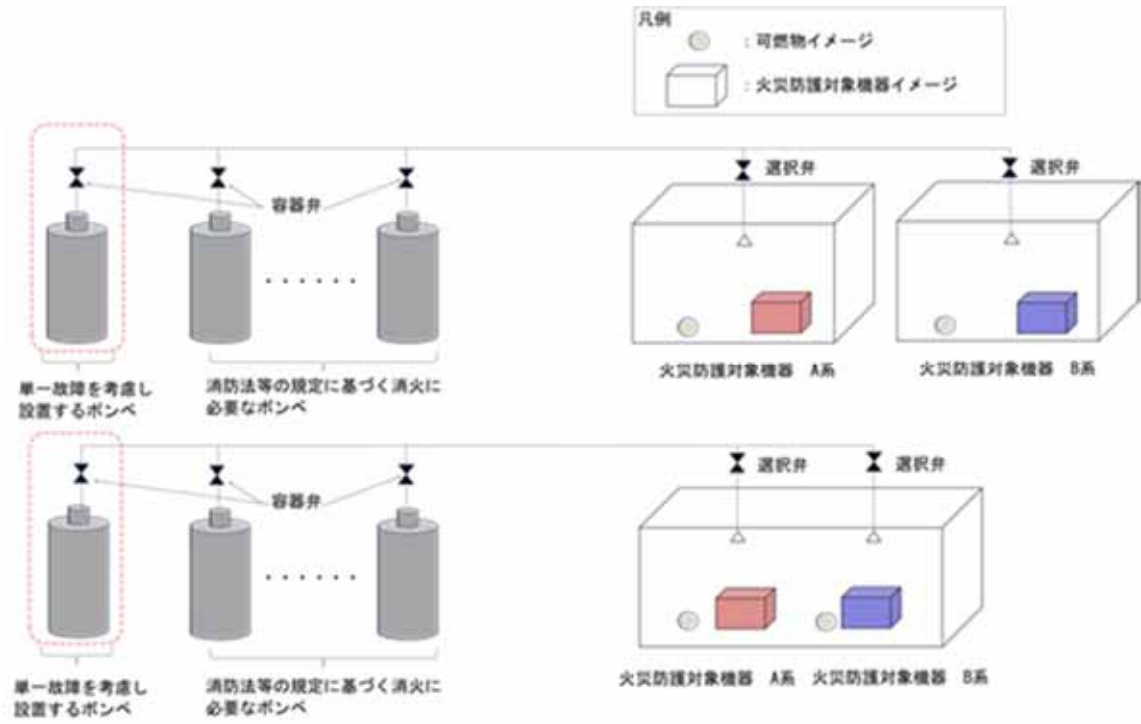 凡例
：可燃物イメージ
：火災防護対象機器イメージ
選択弁
選択弁
容器弁
・・・・・・
火災防護対象機器　A系
火災防護対象機器　B系
単一故障を考慮し
設置するボンベ
消防法等の規定に基づく消火に
必要なボンベ
選択弁
選択弁
容器弁
・・・・・・
火災防護対象機器　A系
火災防護対象機器　B系
単一故障を考慮し
設置するボンベ
消防法等の規定に基づく消火に
必要なボンベ